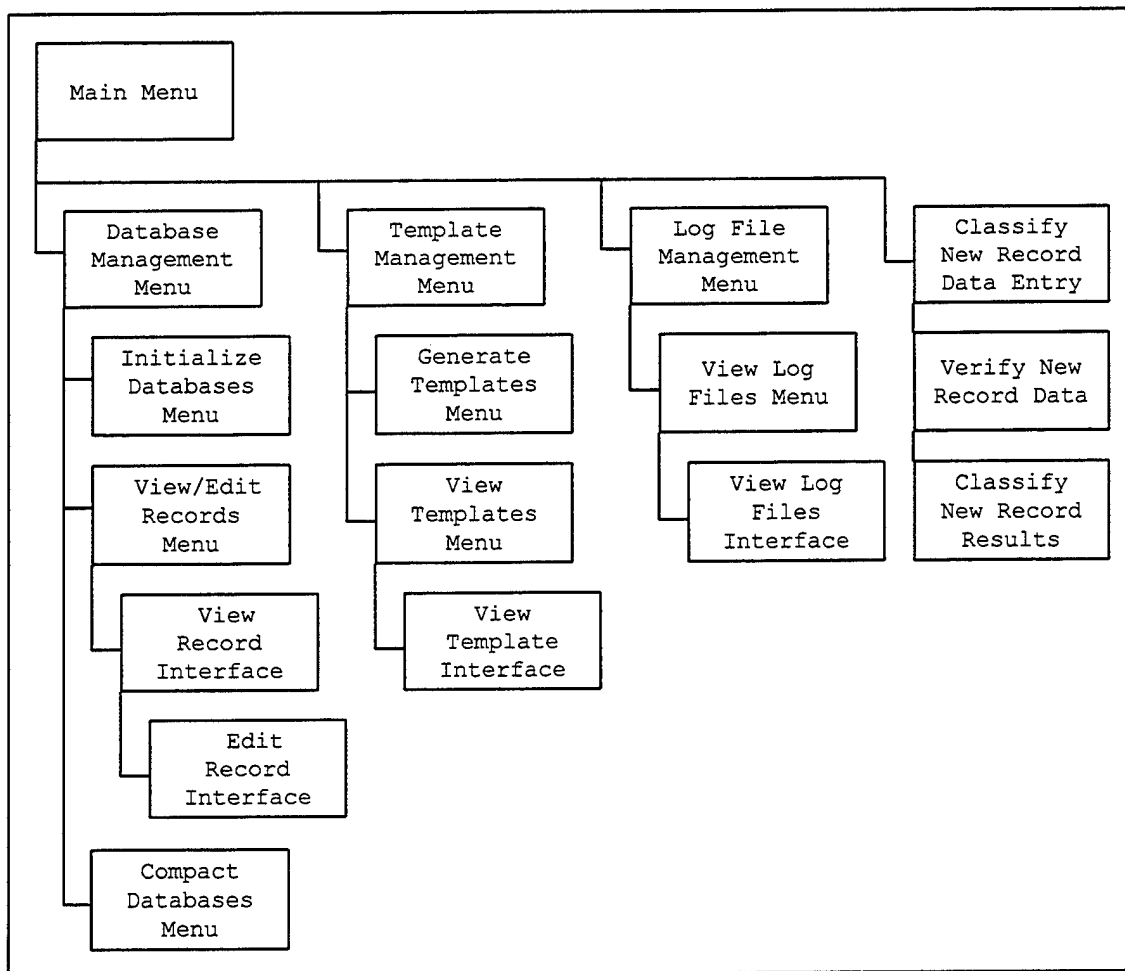 Main Menu
Database
Management
Menu
Initialize
Databases
Menu
View/Edit
Records
Menu
View
Record
Interface
Edit
Record
Interface
Compact
Databases
Menu
Template
Management
Menu
Generate
Templates
Menu
View
Templates
Menu
View
Template
Interface
Log File
Management
Menu
View Log
Files Menu
View Log
Files
Interface
Classify
New Record
Data Entry
Verify New
Record Data
Classify
New Record
Results